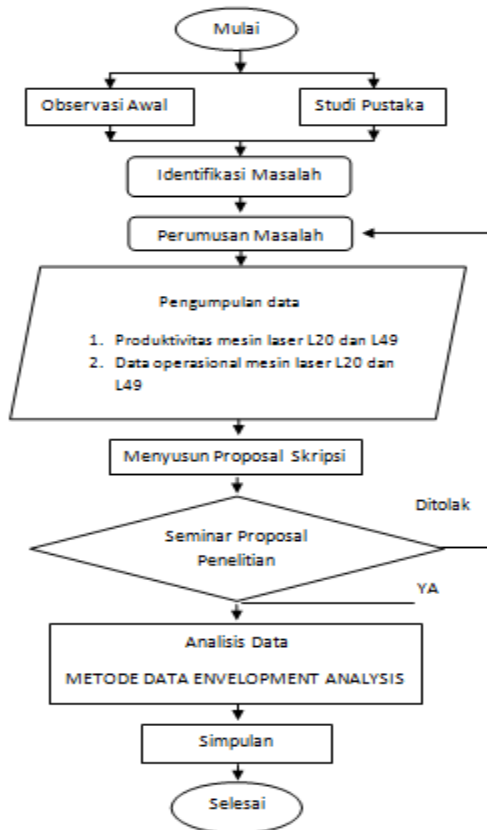 Mulai
Observasi Awal
Studi Pustaka
Identifikasi Masalah
Perumusan Masalah
Pengumpulan data
1. Produktivitas mesin laser L20 dan L49
2. Data operasional mesin laser L20 dan
L49
Menyusun Proposal Skripsi
Ditolak
Seminar Proposal
Penelitian
YA
Analisis Data
METODE DATA ENVELOPMENT ANALYSIS
Simpulan
Selesai